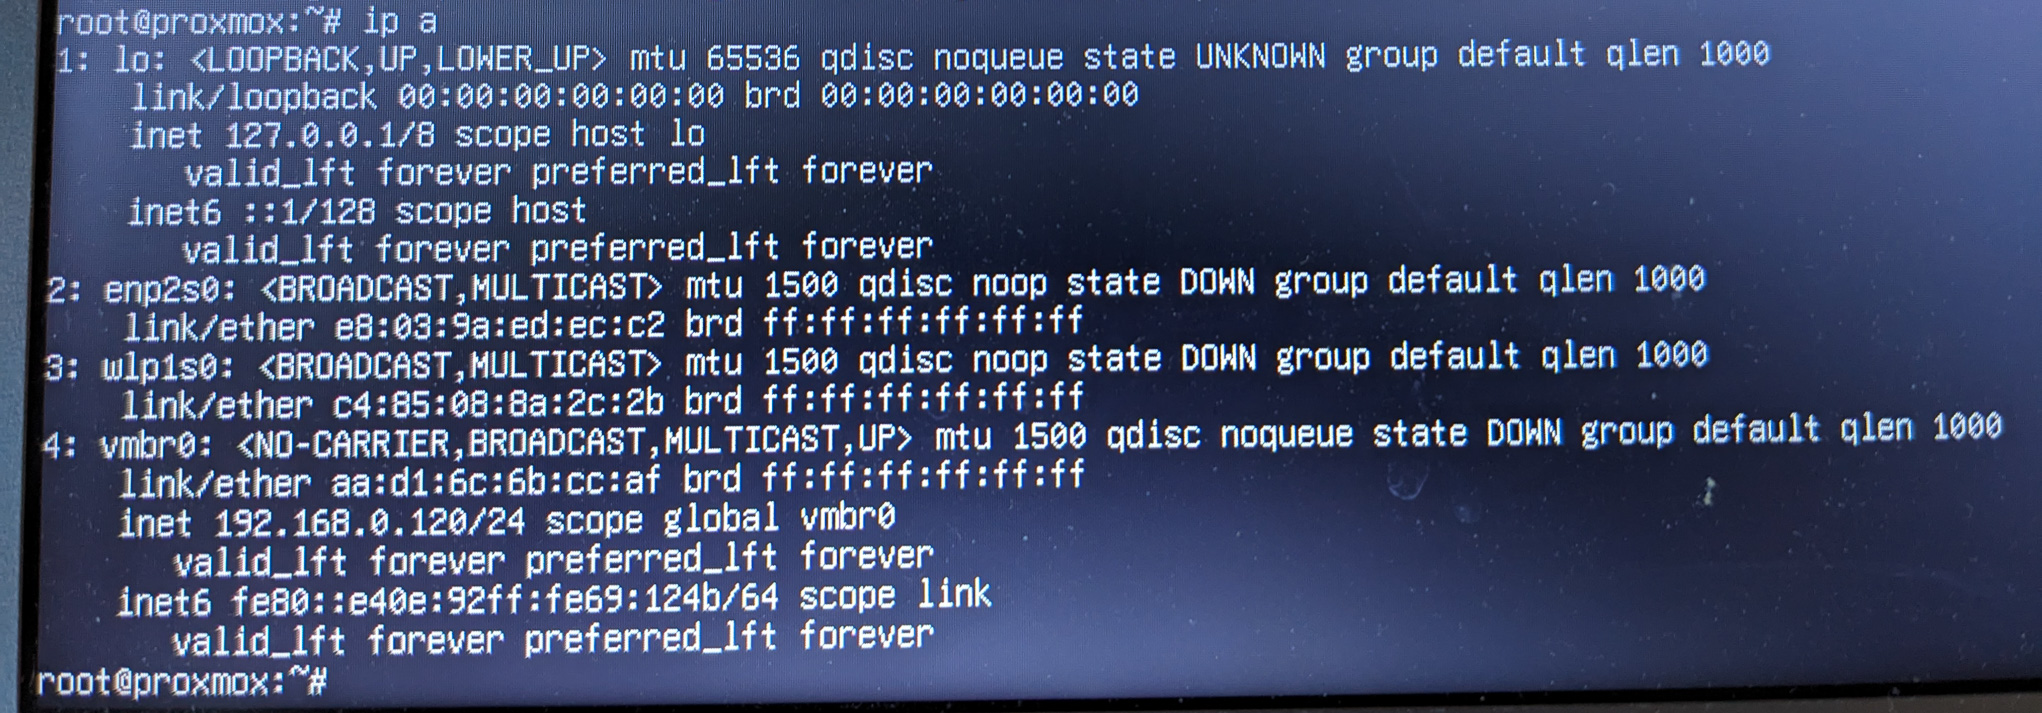 root@proxmox:~# ip a
1: lo: <LOOPBACK,UP,LOWER_UP> mtu 65536 qdisc noqueue state UNKNOWN group default qlen 1000
    link/loopback 00:00:00:00:00:00 brd 00:00:00:00:00:00
    inet 127.0.0.1/8 scope host lo
       valid_lft forever preferred_lft forever
    inet6 ::1/128 scope host
       valid_lft forever preferred_lft forever
2: enp2s0: <BROADCAST,MULTICAST> mtu 1500 qdisc noop state DOWN group default qlen 1000
    link/ether e8:03:9a:ed:ec:c2 brd ff:ff:ff:ff:ff:ff
3: wlp1s0: <BROADCAST,MULTICAST> mtu 1500 qdisc noop state DOWN group default qlen 1000
    link/ether c4:85:08:8a:2c:2b brd ff:ff:ff:ff:ff:ff
4: vmbr0: <NO-CARRIER,BROADCAST,MULTICAST,UP> mtu 1500 qdisc noqueue state DOWN group default qlen 1000
    link/ether aa:d1:6c:6b:cc:af brd ff:ff:ff:ff:ff:ff
    inet 192.168.0.120/24 scope global vmbr0
       valid_lft forever preferred_lft forever
    inet6 fe80::e40e:92ff:fe69:124b/64 scope link
       valid_lft forever preferred_lft forever
root@proxmox:~#